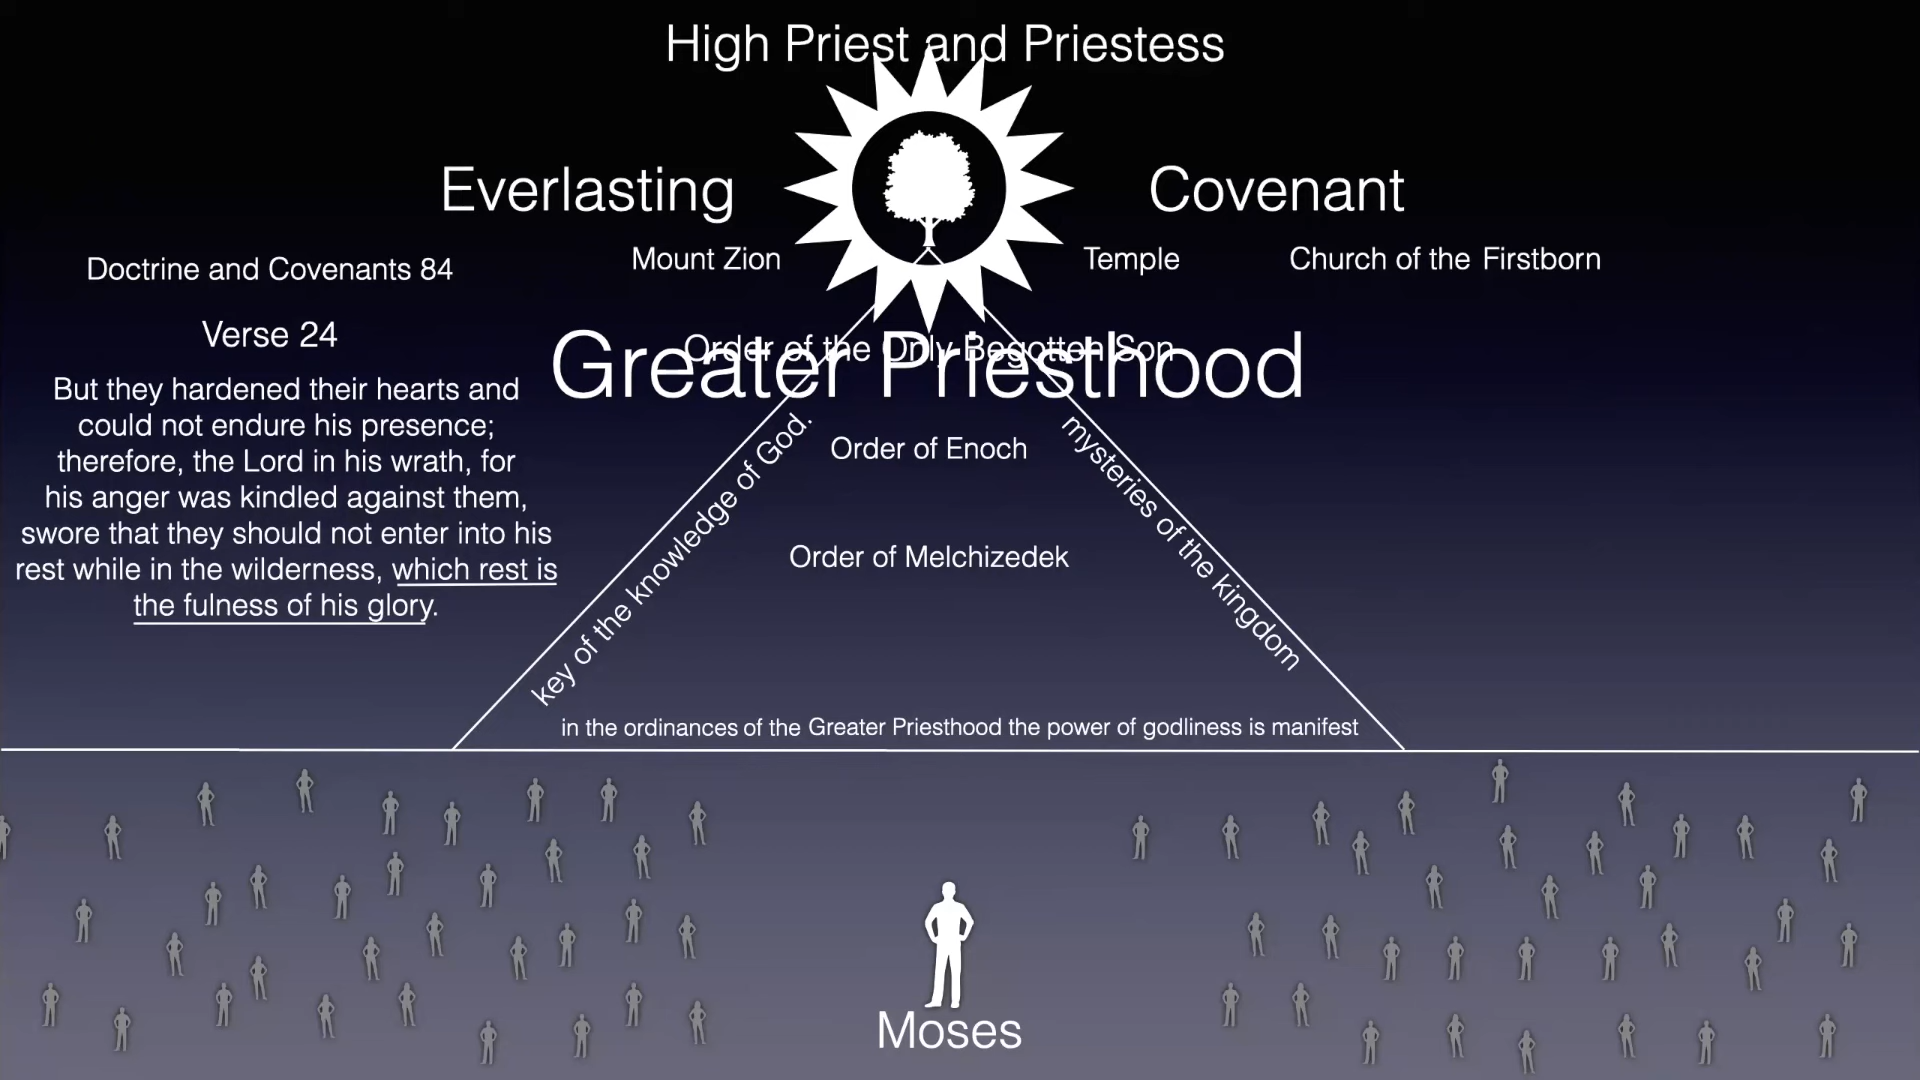 High Priest and Priestess
Everlasting
Covenant
Mount Zion
Temple
Church of the Firstborn
Doctrine and Covenants 84
Verse 24
But they hardened their hearts and
could not endure his presence;
therefore, the Lord in his wrath, for
his anger was kindled against them,
swore that they should not enter into his
rest while in the wilderness, which rest is
the fulness of his glory.
Order of the Only Begotten Son
Greater Priesthood
key of the knowledge of God.
mysteries of the kingdom
Order of Enoch
Order of Melchizedek
in the ordinances of the Greater Priesthood the power of godliness is manifest
Moses